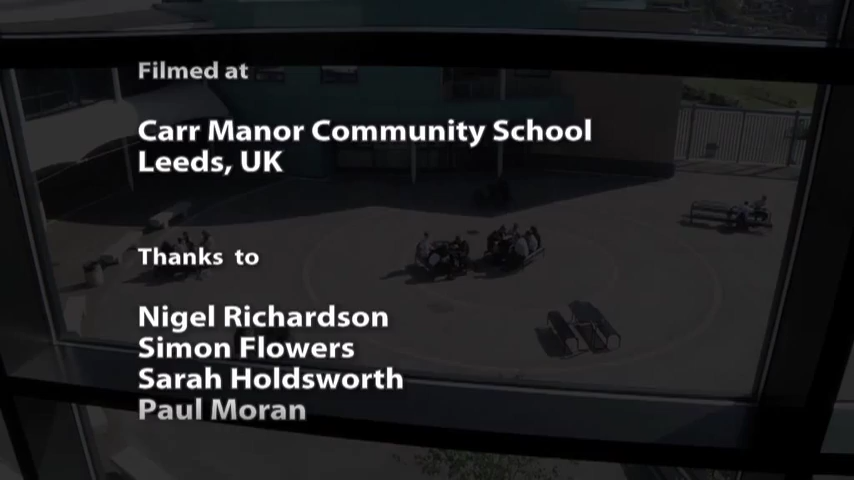 Filmed at
Carr Manor Community School
Leeds, UK
Thanks to
Nigel Richardson
Simon Flowers
Sarah Holdsworth
Paul Moran